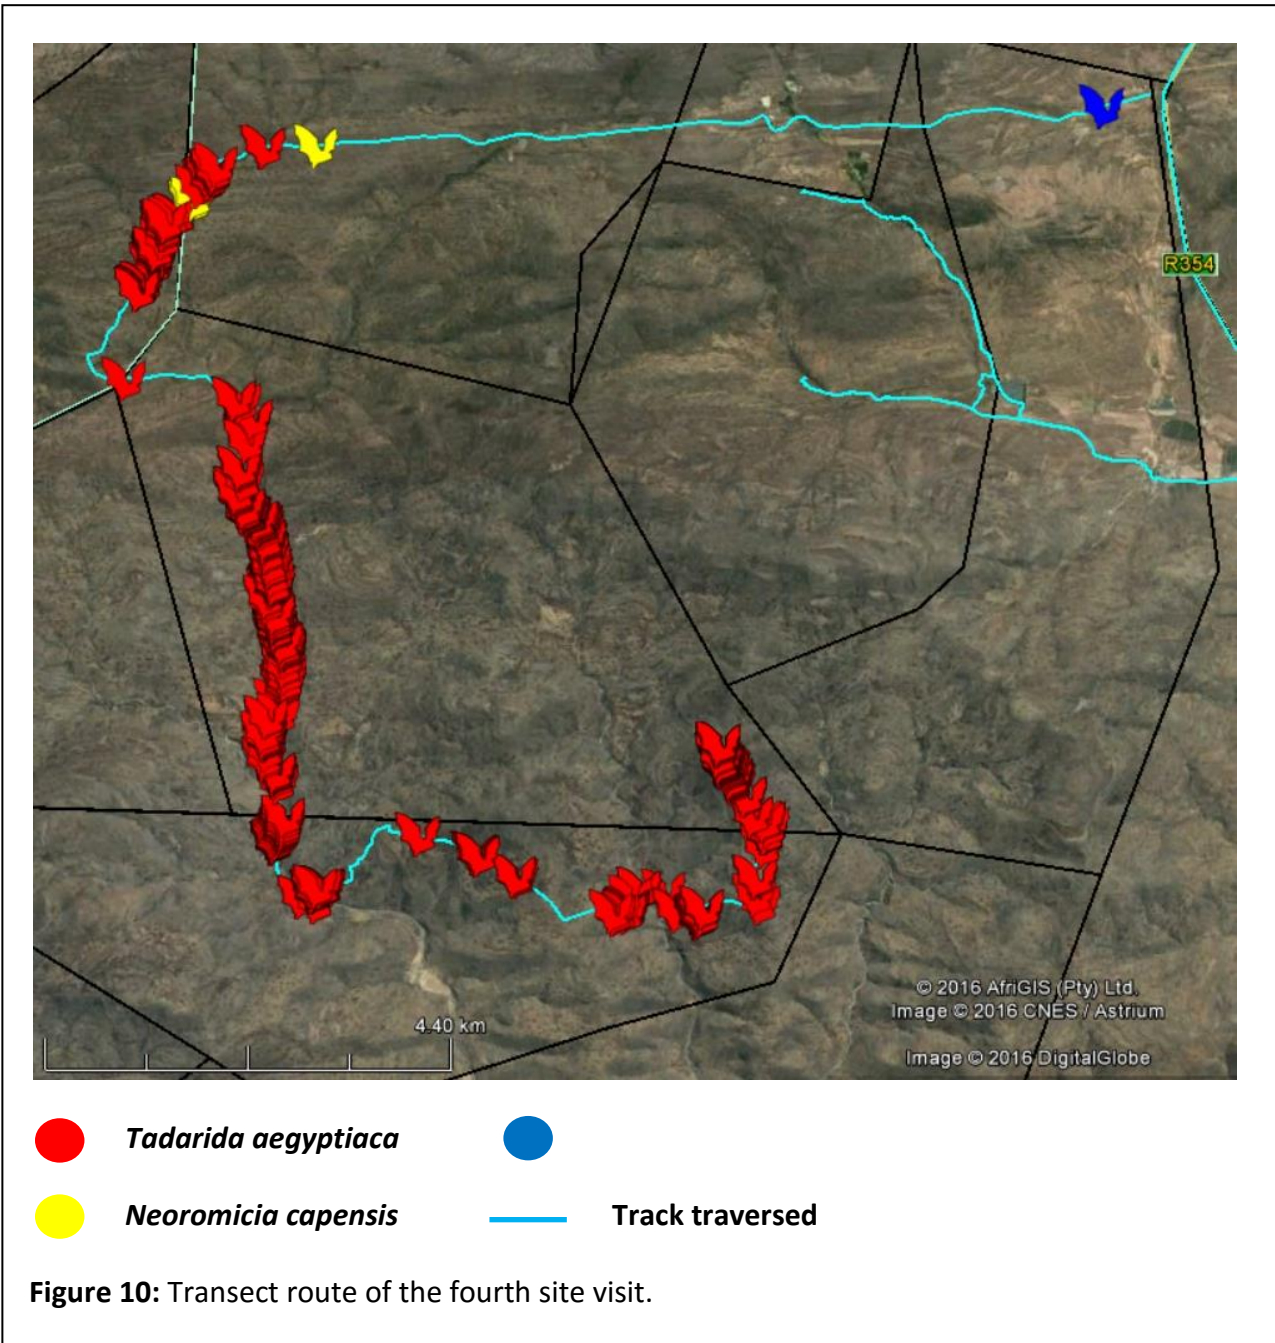 R354
© 2016 AfriGIS (Pty) Ltd.
Image © 2016 CNES / Astrium
4.40 km
Image © 2016 DigitalGlobe
Tadarida aegyptiaca
Neoromicia capensis
Track traversed
Figure 10: Transect route of the fourth site visit.